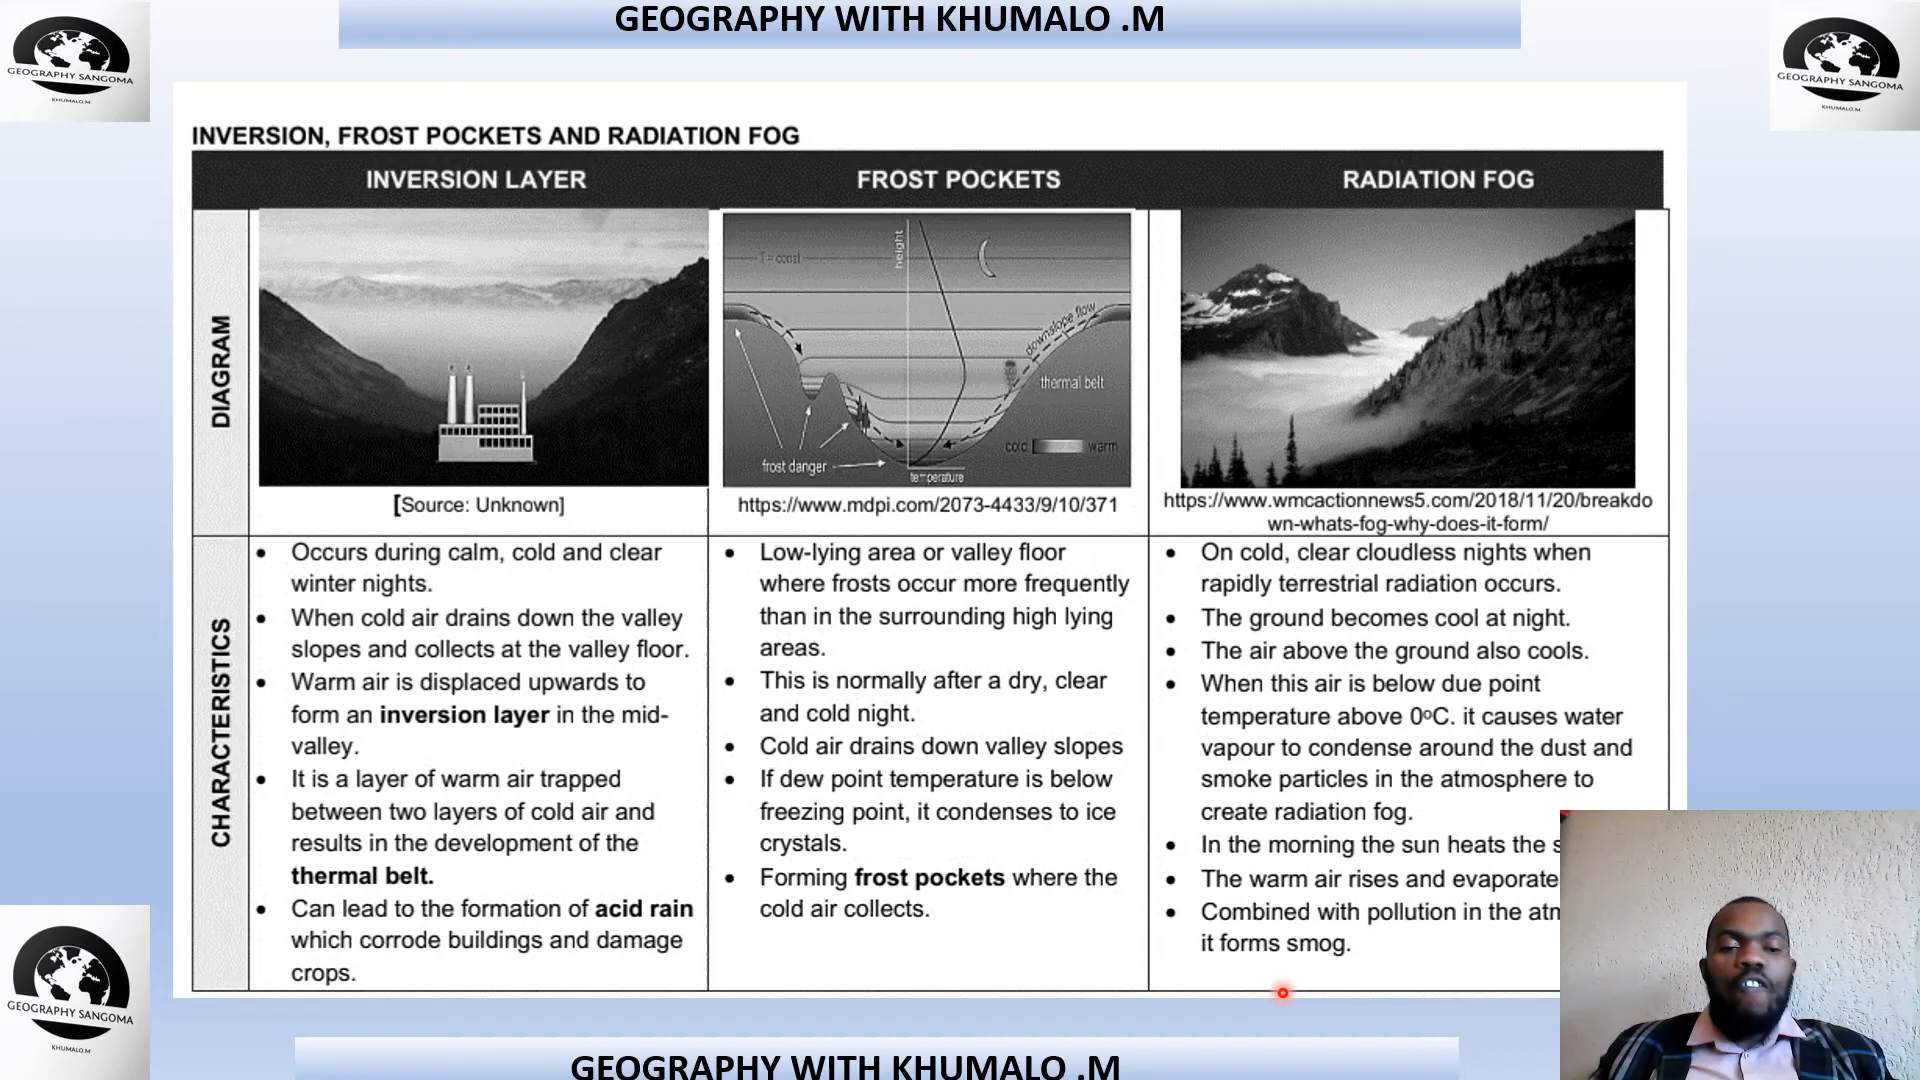 GEOGRAPHY WITH KHUMALO .M
GEOGRAPHY SANGOMA
KHUMALO.M
GEOGRAPHY SANGOMA
KHUMALO.M
INVERSION, FROST POCKETS AND RADIATION FOG
INVERSION LAYER
FROST POCKETS
RADIATION FOG
DIAGRAM
[Source: Unknown]
height
T = const
downslope flow
thermal belt
cold
warm
frost danger
temperature
https://www.mdpi.com/2073-4433/9/10/371
https://www.wmcactionnews5.com/2018/11/20/breakdo
wn-whats-fog-why-does-it-form/
CHARACTERISTICS
• Occurs during calm, cold and clear
winter nights.
• When cold air drains down the valley
slopes and collects at the valley floor.
• Warm air is displaced upwards to
form an inversion layer in the mid-
valley.
• It is a layer of warm air trapped
between two layers of cold air and
results in the development of the
thermal belt.
• Can lead to the formation of acid rain
which corrode buildings and damage
crops.
• Low-lying area or valley floor
where frosts occur more frequently
than in the surrounding high lying
areas.
• This is normally after a dry, clear
and cold night.
• Cold air drains down valley slopes
• If dew point temperature is below
freezing point, it condenses to ice
crystals.
• Forming frost pockets where the
cold air collects.
• On cold, clear cloudless nights when
rapidly terrestrial radiation occurs.
• The ground becomes cool at night.
• The air above the ground also cools.
• When this air is below due point
temperature above 0ºC. it causes water
vapour to condense around the dust and
smoke particles in the atmosphere to
create radiation fog.
• In the morning the sun heats the
• The warm air rises and
• Combined with pollution in the
it forms smog.
GEOGRAPHY SANGOMA
KHUMALO.M
GEOGRAPHY WITH KHUMALO .M